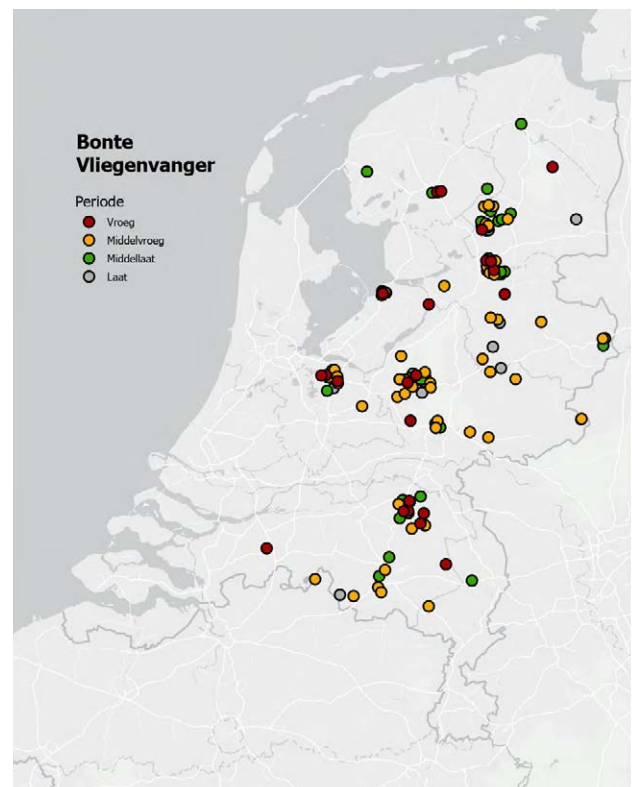 Bonte
Vliegenvanger
Periode
Vroeg
Middelvroeg
Middellaat
Laat